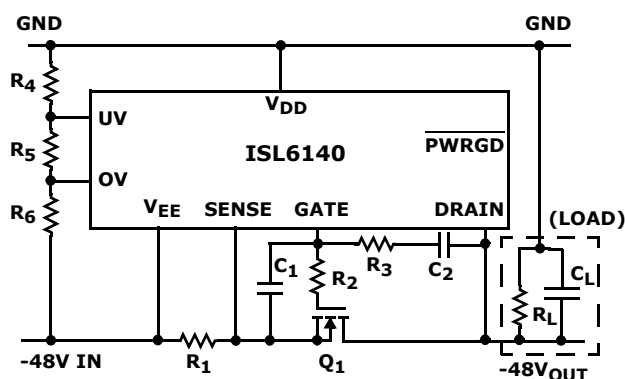 GND GND
R4
UV
VDD
R5
ISL6140
PWRGD
OV
R6
VEE SENSE GATE DRAIN
(LOAD)
C1
R2
R3
C2
CL
RL
-48V IN
R1
Q1
-48VOUT